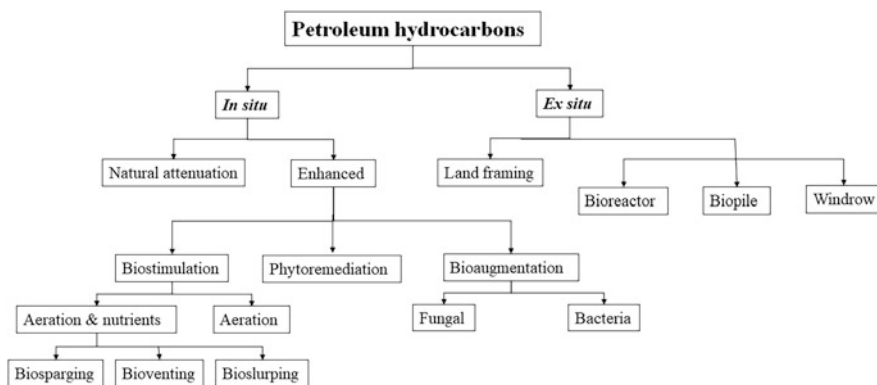 Petroleum hydrocarbons
In situ
Ex situ
Natural attenuation
Enhanced
Land framing
Bioreactor
Biopile
Windrow
Biostimulation
Phytoremediation
Bioaugmentation
Aeration & nutrients
Aeration
Fungal
Bacteria
Biosparging
Bioventing
Bioslurping